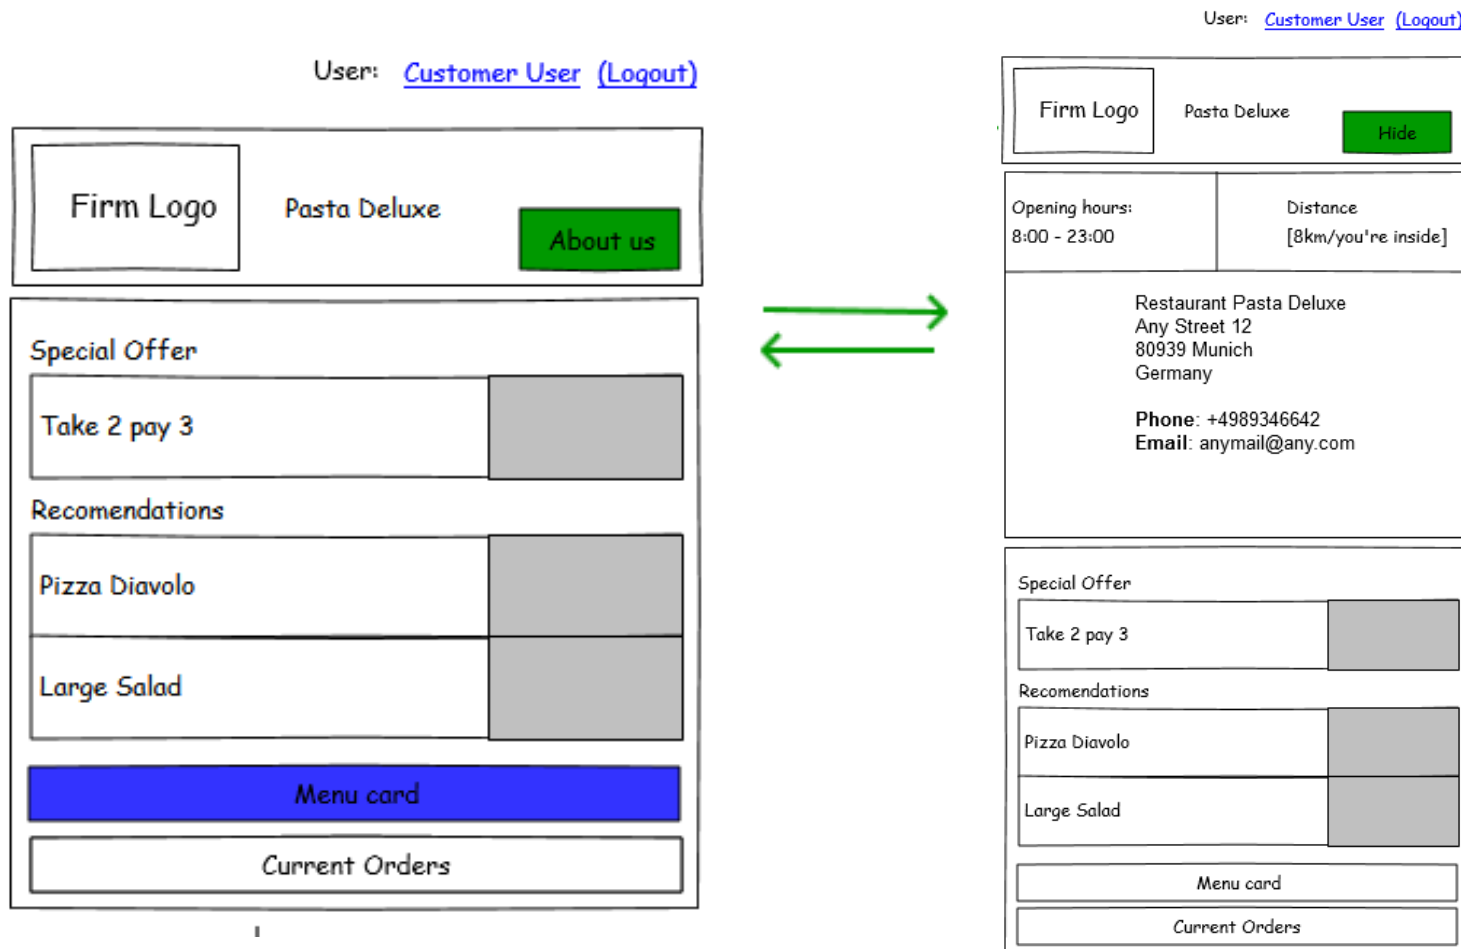 User: Customer User (Logout)
Firm Logo
Pasta Deluxe
About us
Special Offer
Take 2 pay 3
Recomendations
Pizza Diavolo
Large Salad
Menu card
Current Orders
User: Customer User (Logout)
Firm Logo
Pasta Deluxe
Hide
Opening hours:
8:00 - 23:00
Distance
[8km/you're inside]
Restaurant Pasta Deluxe
Any Street 12
80939 Munich
Germany
Phone: +4989346642
Email: anymail@any.com
Special Offer
Take 2 pay 3
Recomendations
Pizza Diavolo
Large Salad
Menu card
Current Orders